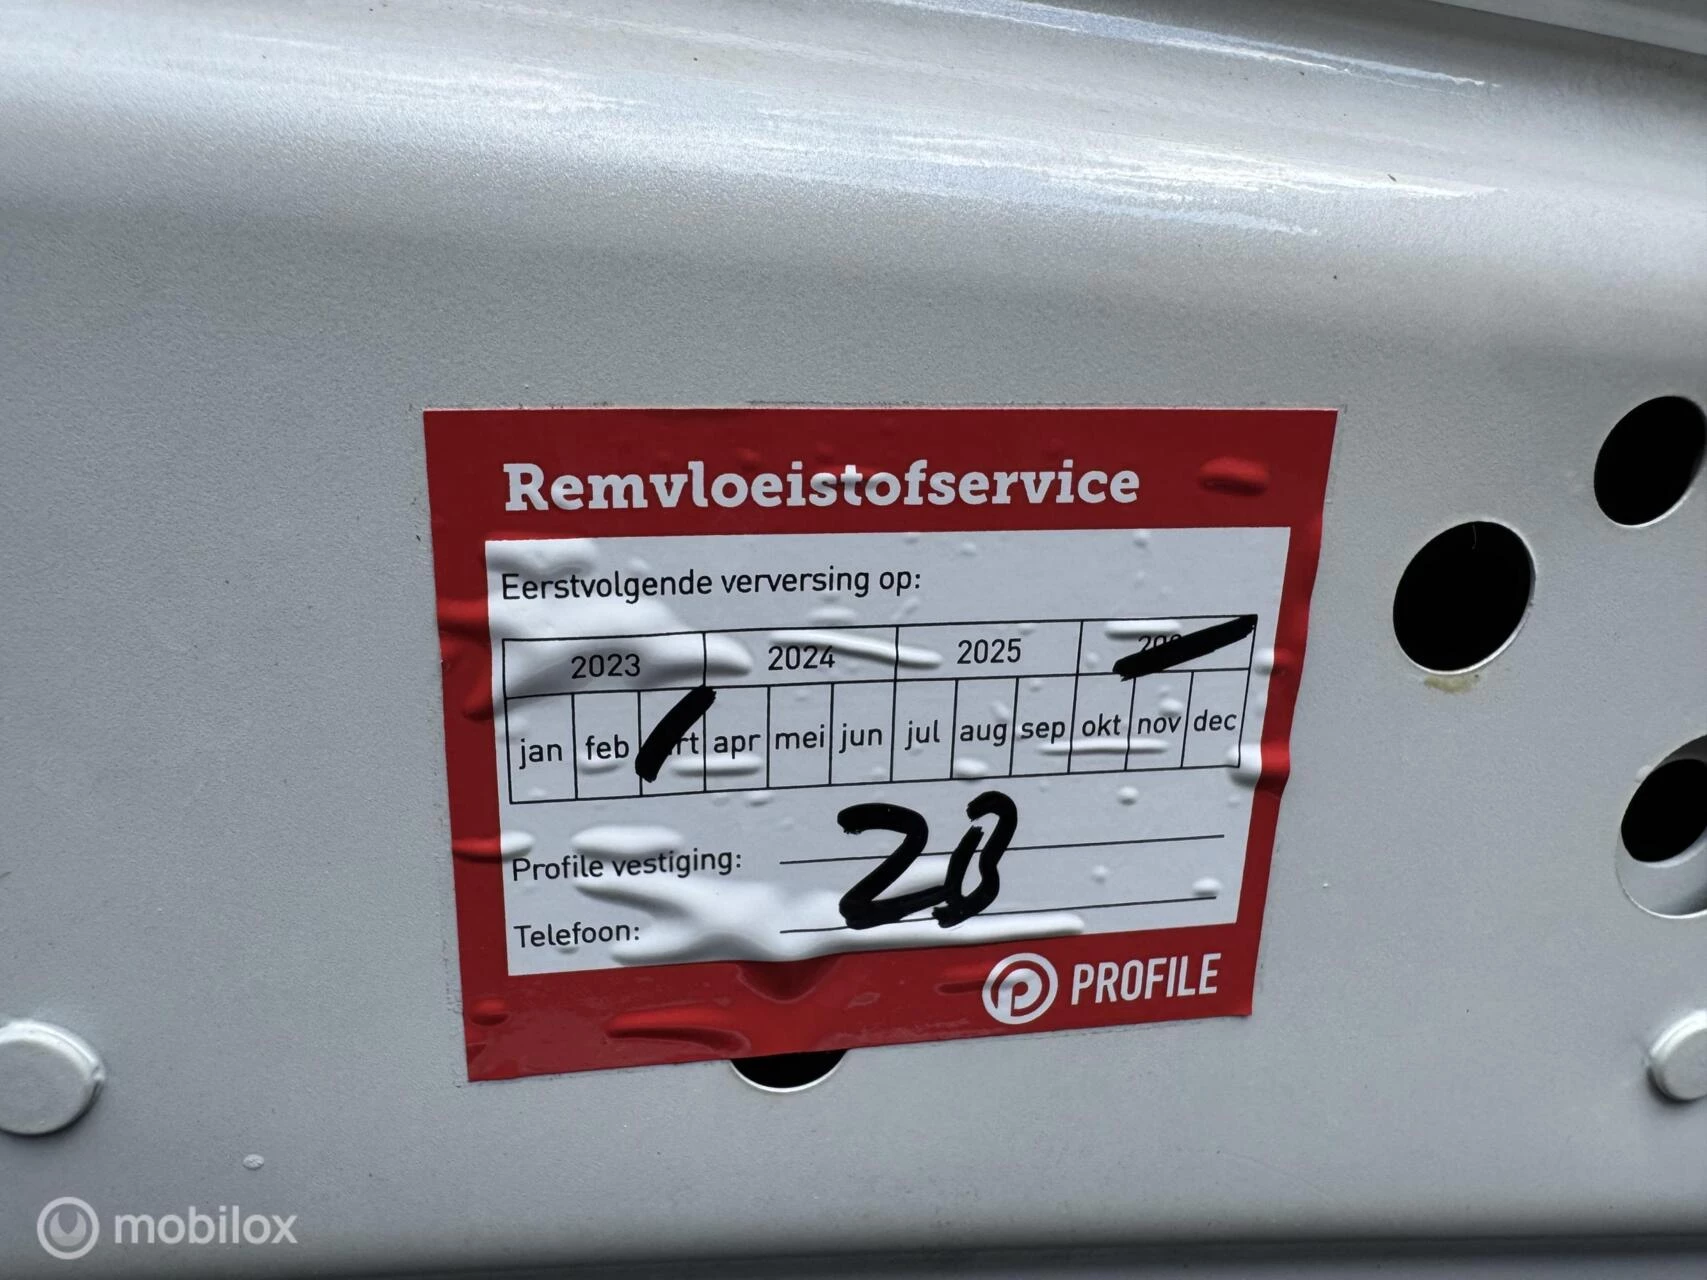 Remvloeistofservice
Eerstvolgende verversing op:
2023 2024 2025
jan feb apr mei jun jul aug sep okt nov dec
28
Profile vestiging:
Telefoon:
PROFILE
mobilox